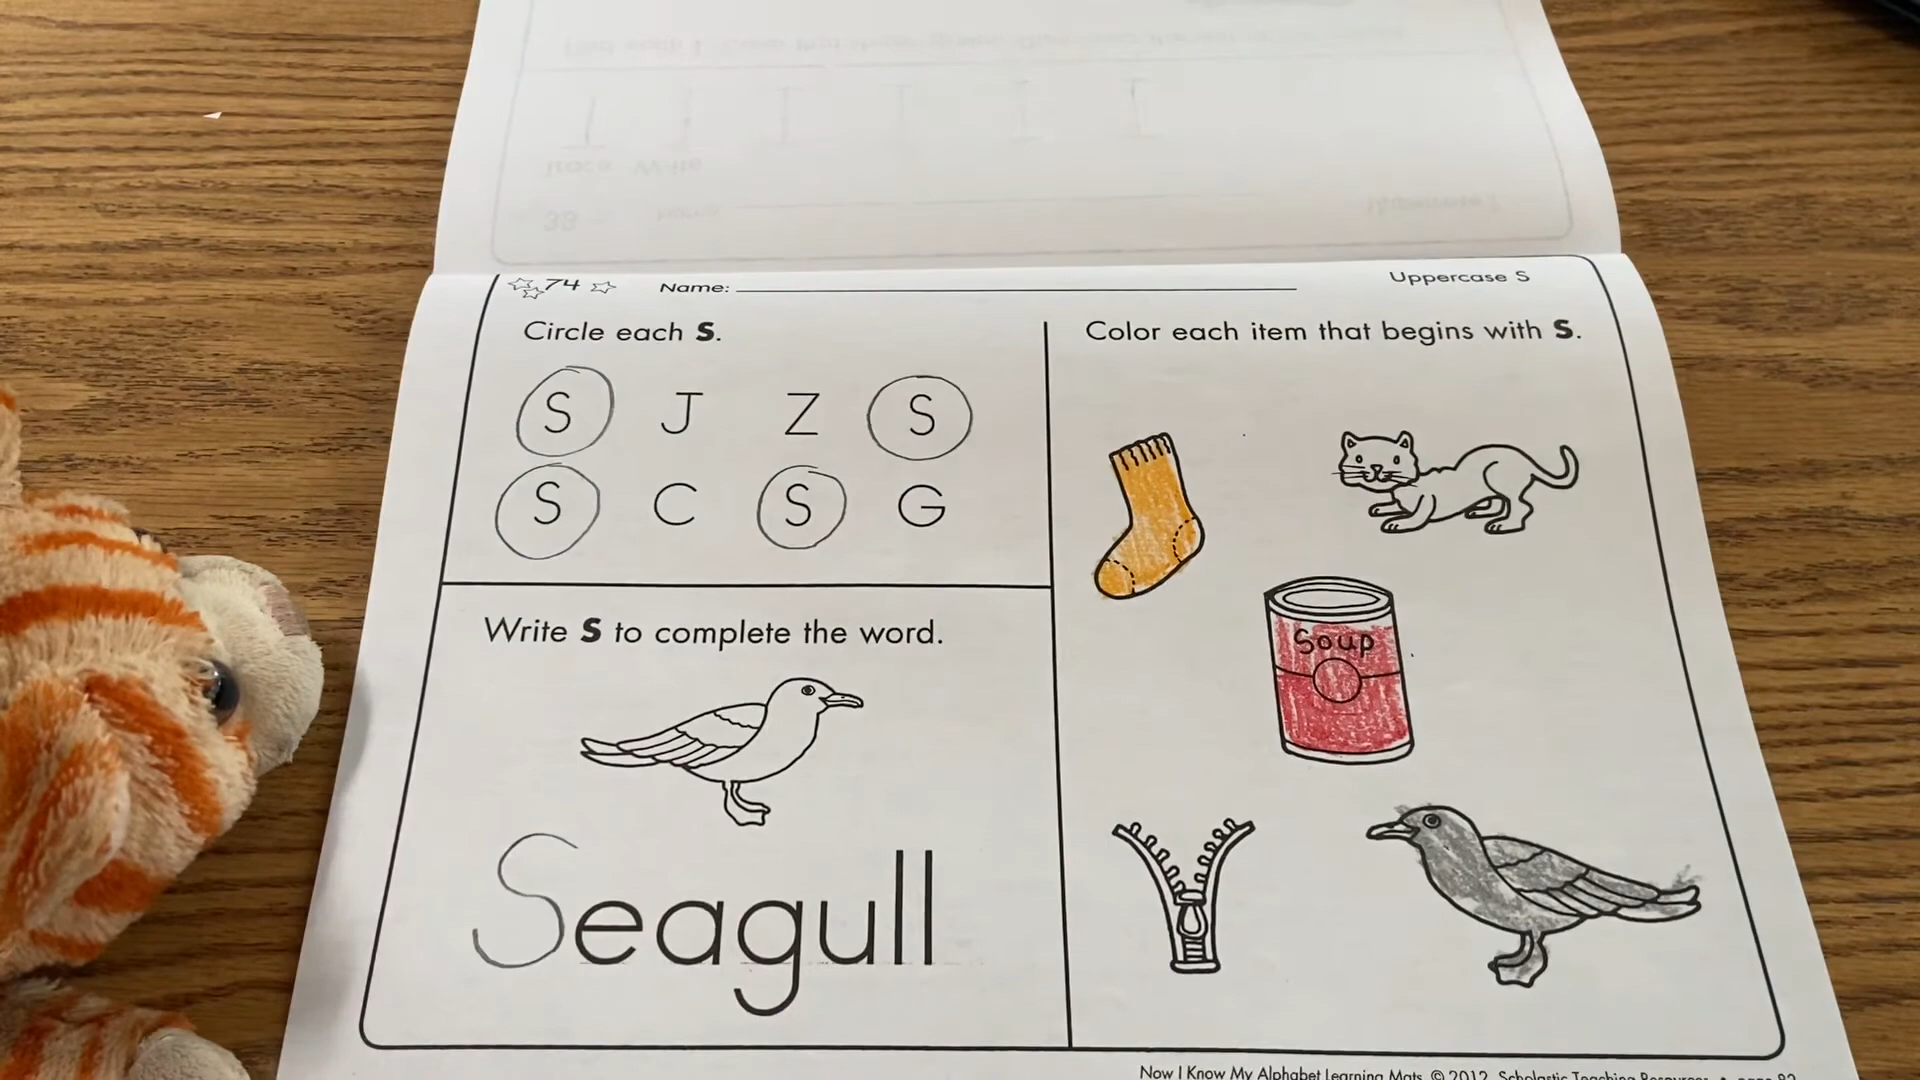 74 Name: Uppercase S
Circle each S.
S J Z S
S C S G
Write S to complete the word.
Seagull
Color each item that begins with S.
Soup
Now I Know My Alphabet Learning Mats © 2012, Scholastic Teaching Resources